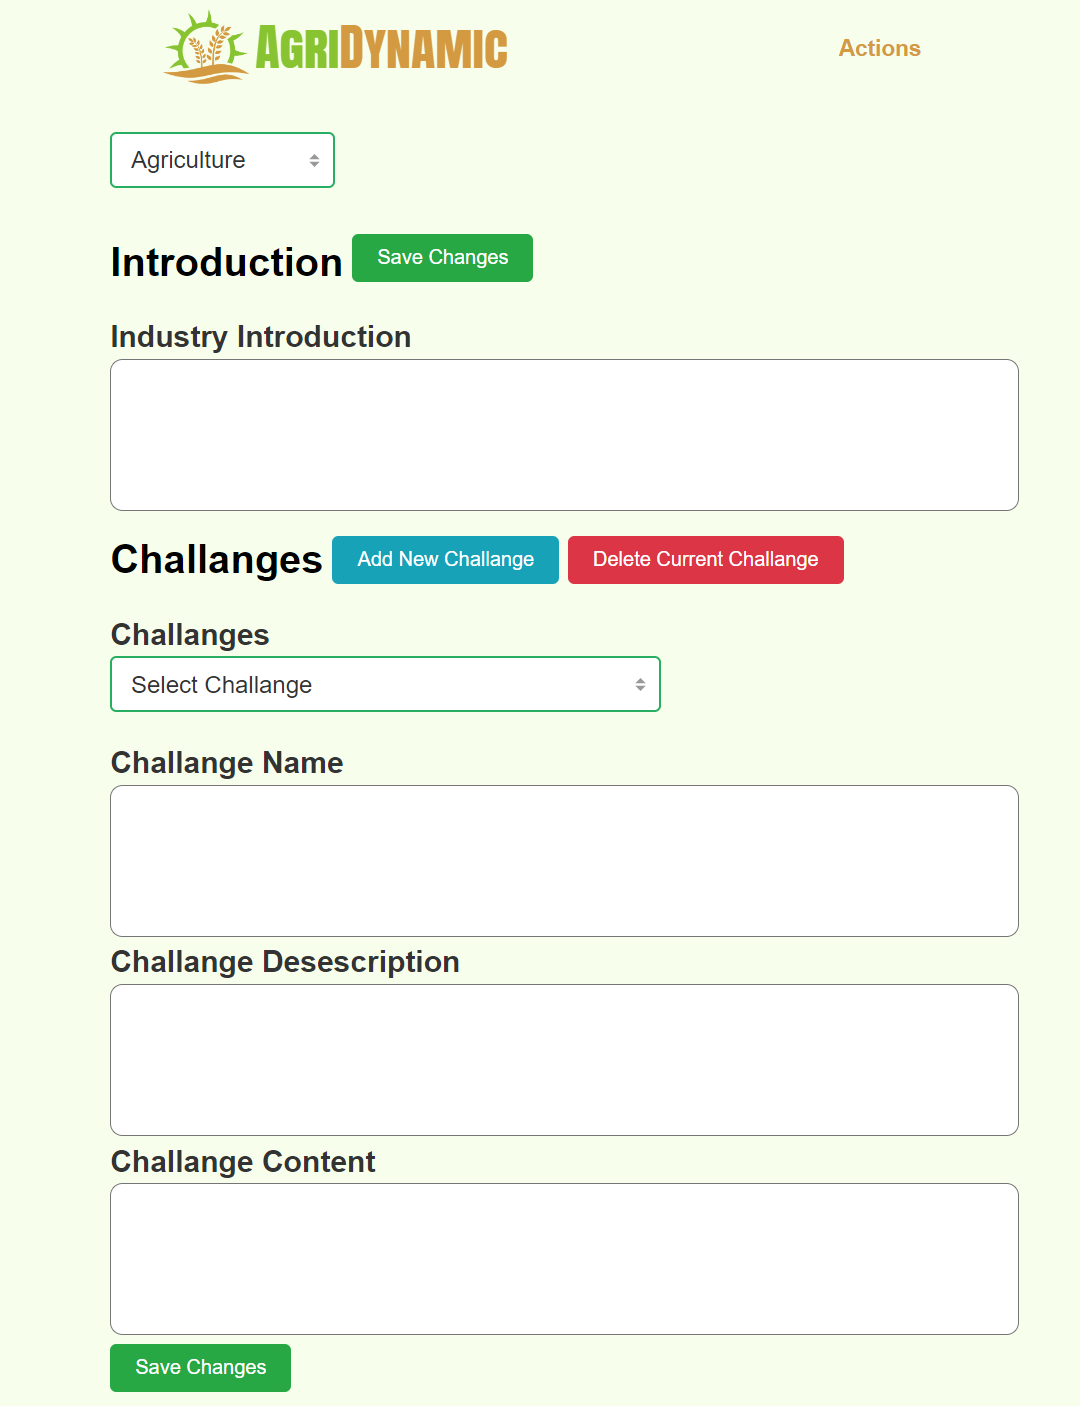 AGRIDYNAMIC
Actions
Agriculture
Introduction Save Changes
Industry Introduction
Challanges Add New Challange Delete Current Challange
Challanges
Select Challange
Challange Name
Challange Desescription
Challange Content
Save Changes